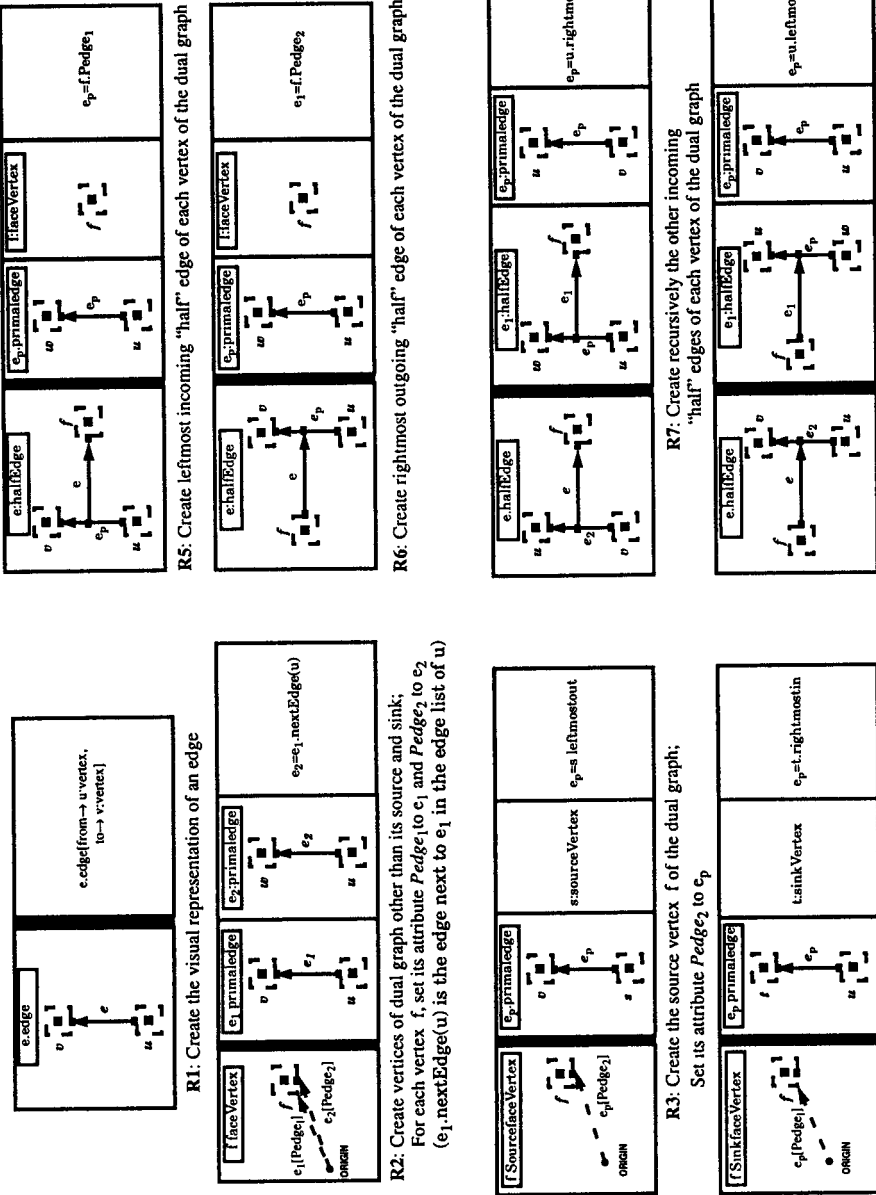 e.edge
v
e
u
e.edge[from→ u vertex,
to→ v:vertex]
R1: Create the visual representation of an edge
f faceVertex
e1[Pedge1]
f
e2[Pedge2]
ORIGIN
e1 primaledge
v
e1
u
e2:primaledge
w
e2
u
e2=e1.nextEdge(u)
R2: Create vertices of dual graph other than its source and sink;
For each vertex f, set its attribute Pedge1 to e1 and Pedge2 to e2
(e1.nextEdge(u) is the edge next to e1 in the edge list of u)
f SourcefaceVertex
f
ep[Pedge2]
ORIGIN
ep.primaledge
v
ep
s
s:sourceVertex
ep=s leftmostout
R3: Create the source vertex f of the dual graph;
Set its attribute Pedge2 to ep
f SinkfaceVertex
ep[Pedge1]
f
ORIGIN
ep primaledge
t
ep
u
t:sinkVertex
ep=t.rightmostin
e:halfEdge
v
f
e
ep
u
ep.primaledge
w
ep
u
f:faceVertex
f
ep=f.Pedge1
R5: Create leftmost incoming "half" edge of each vertex of the dual graph
e:halfEdge
f
v
e
ep
u
ep:primaledge
w
ep
u
f:faceVertex
f
e1=f.Pedge2
R6: Create rightmost outgoing "half" edge of each vertex of the dual graph
e.halfEdge
u
f
e
e2
v
e1:halfEdge
w
f
e1
ep
u
ep:primaledge
u
ep
v
R7: Create recursively the other incoming
"half" edges of each vertex of the dual graph
e.halfEdge
f
v
e
e2
u
e1:halfEdge
f
u
e1
ep
w
ep:primaledge
v
ep
u